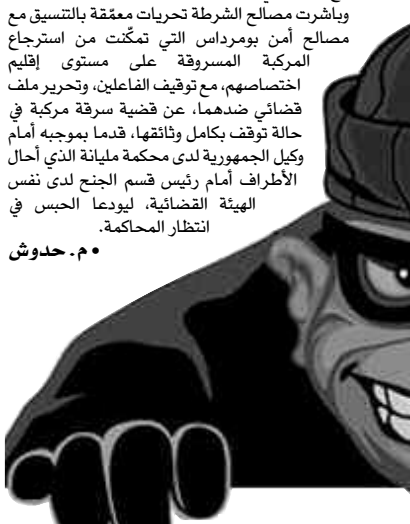 وباشرت مصالح الشرطة تحريات معمّقة بالتنسيق مع
مصالح أمن بومرداس التي تمكّنت من استرجاع
المركبة المسروقة على مستوى إقليم
اختصاصهم، مع توقيف الفاعلين، وتحرير ملف
قضائي ضدهما، عن قضية سرقة مركبة في
حالة توقف بكامل وثائقها، قدما بموجبه أمام
وكيل الجمهورية لدى محكمة مليانة الذي أحال
الأطراف أمام رئيس قسم الجنح لدى نفس
الهيئة القضائية، ليودعا الحبس في
انتظار المحاكمة.
• م. حدوش